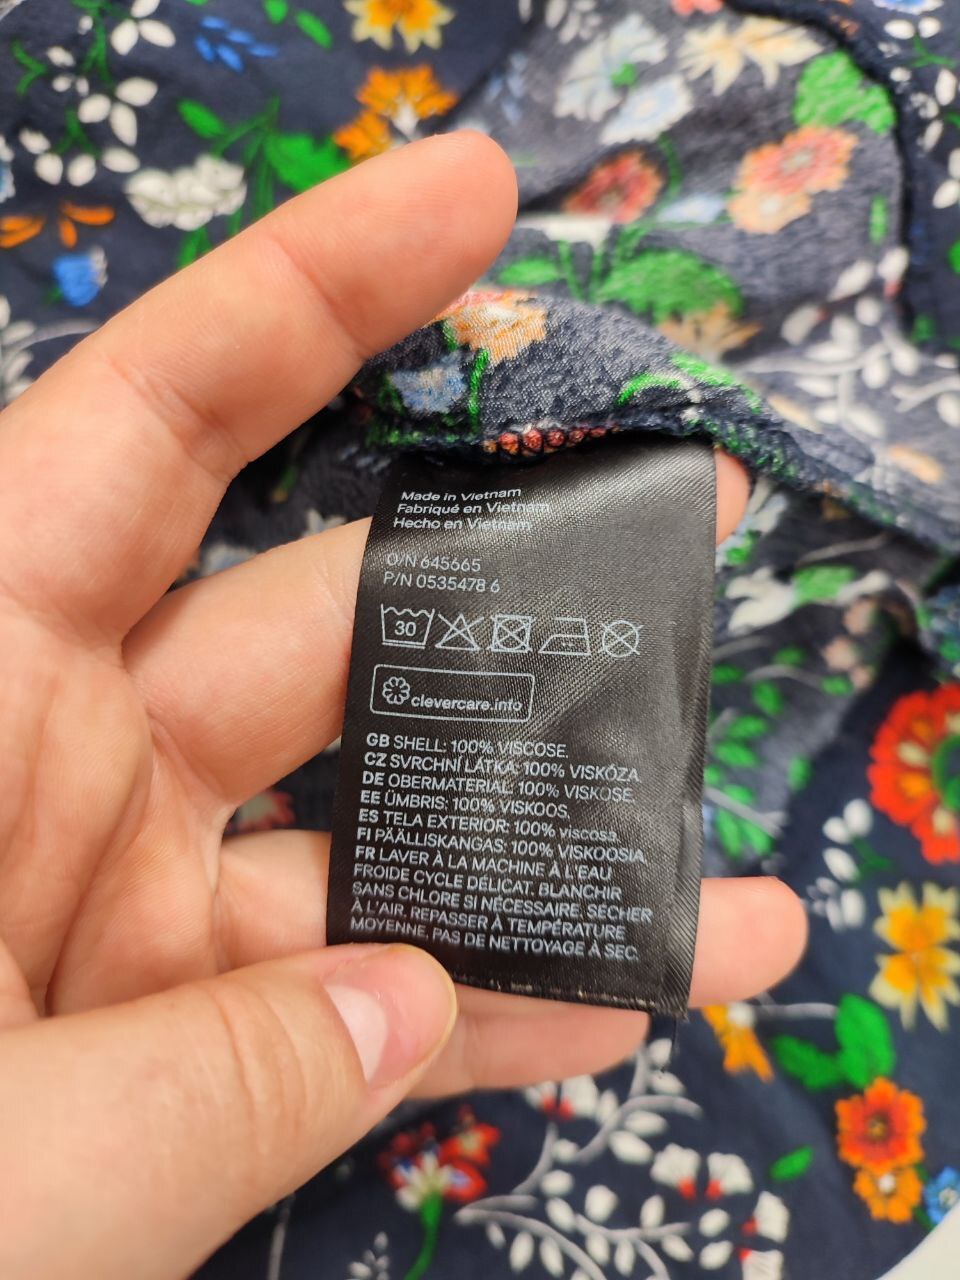 Made in Vietnam
Fabriqué en Vietnam
Hecho en Vietnam
O/N 645665
P/N 0535478 6
30
clevercare.info
GB SHELL: 100% VISCOSE.
CZ SVRCHNÍ LÁTKA: 100% VISKÓZA.
DE OBERMATERIAL: 100% VISKOSE.
EE ÜMBRIS: 100% VISKOOS.
ES TELA EXTERIOR: 100% viscosa.
FI PÄÄLLISKANGAS: 100% VISKOOSIA.
FR LAVER À LA MACHINE À L'EAU
FROIDE CYCLE DÉLICAT. BLANCHIR
SANS CHLORE SI NÉCESSAIRE. SÉCHER
À L'AIR. REPASSER À TEMPÉRATURE
MOYENNE. PAS DE NETTOYAGE À SEC.